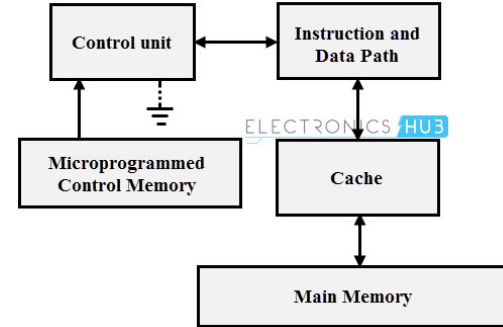 Control unit
Instruction and
Data Path
ELECTRONICS HUB
Microprogrammed
Control Memory
Cache
Main Memory